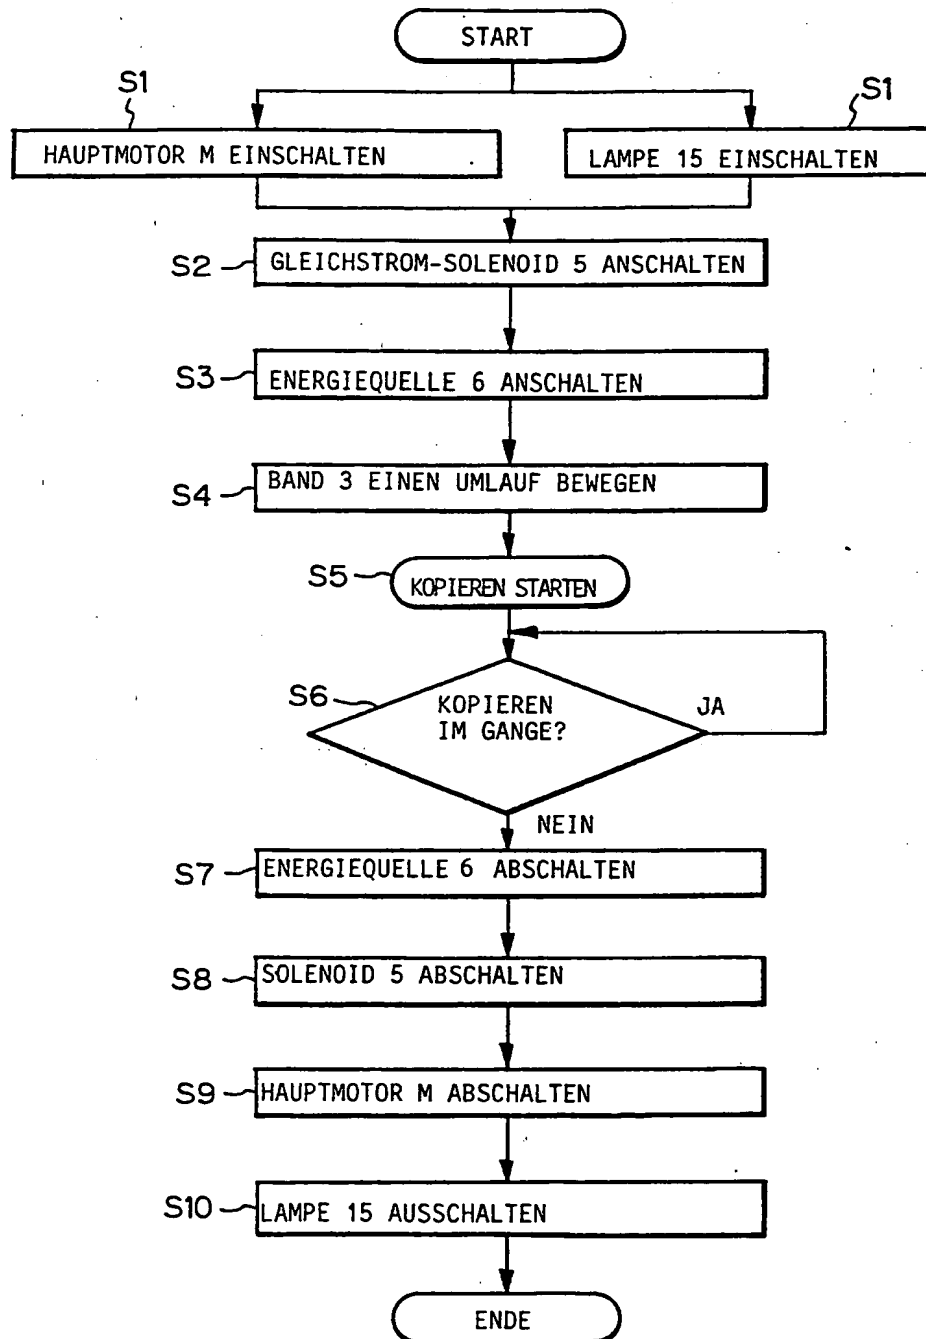 START
S1
S1
HAUPTMOTOR M EINSCHALTEN
LAMPE 15 EINSCHALTEN
S2
GLEICHSTROM-SOLENOID 5 ANSCHALTEN
S3
ENERGIEQUELLE 6 ANSCHALTEN
S4
BAND 3 EINEN UMLAUF BEWEGEN
S5
KOPIEREN STARTEN
S6
KOPIEREN
IM GANGE?
JA
NEIN
S7
ENERGIEQUELLE 6 ABSCHALTEN
S8
SOLENOID 5 ABSCHALTEN
S9
HAUPTMOTOR M ABSCHALTEN
S10
LAMPE 15 AUSSCHALTEN
ENDE